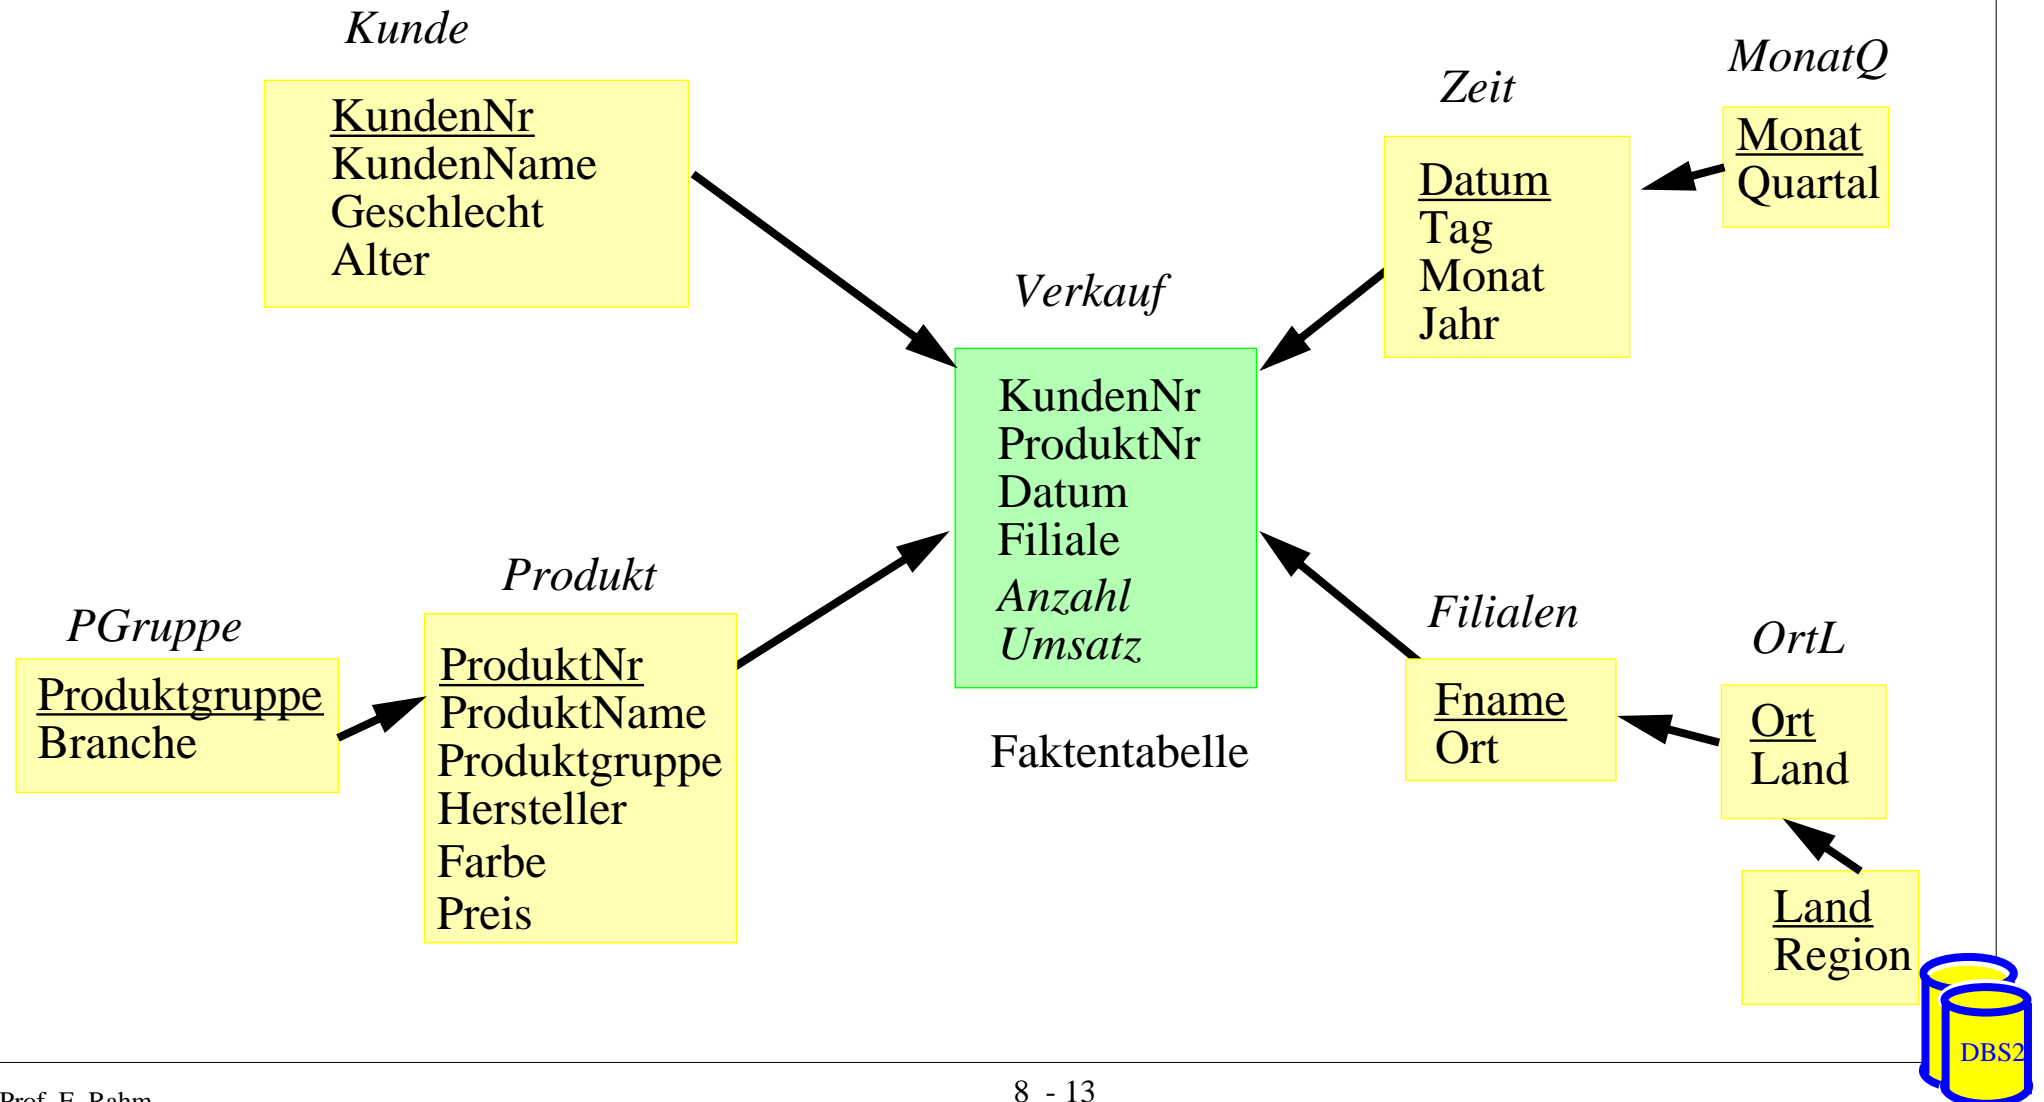 Kunde
KundenNr
KundenName
Geschlecht
Alter
Zeit
Datum
Tag
Monat
Jahr
MonatQ
Monat
Quartal
Verkauf
KundenNr
ProduktNr
Datum
Filiale
Anzahl
Umsatz
Faktentabelle
PGruppe
Produktgruppe
Branche
Produkt
ProduktNr
ProduktName
Produktgruppe
Hersteller
Farbe
Preis
Filialen
Fname
Ort
OrtL
Ort
Land
Land
Region
DBS2
Prof. E. Rahm
8 - 13